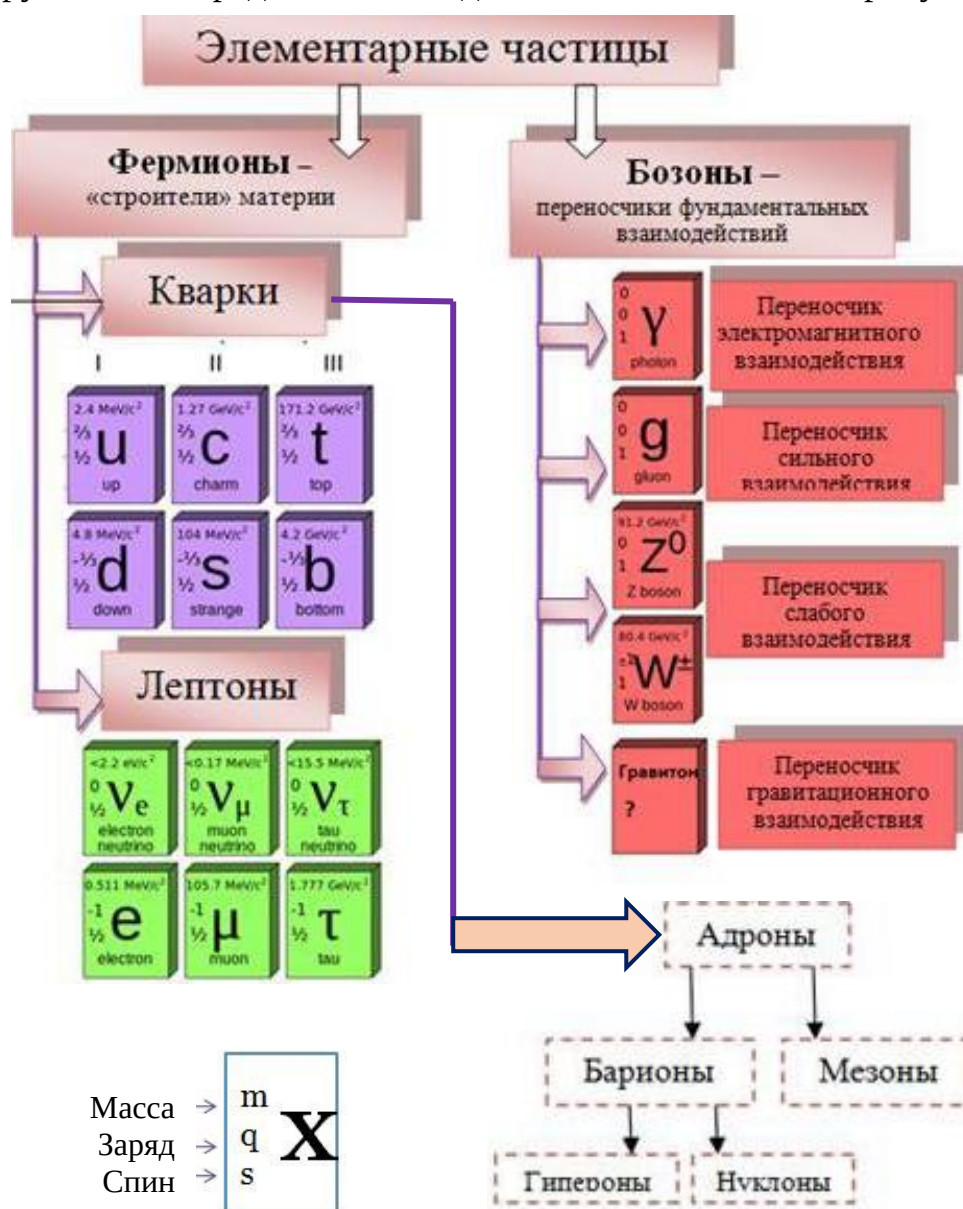 Элементарные частицы
Фермионы –
«строители» материи
Кварки
I II III
2.4 MeV/c²
⅔
½
u
up
1.27 GeV/c²
⅔
½
c
charm
171.2 GeV/c²
⅔
½
t
top
4.8 MeV/c²
-⅓
½
d
down
104 MeV/c²
-⅓
½
s
strange
4.2 GeV/c²
-⅓
½
b
bottom
Лептоны
<2.2 eV/c²
0
½
νe
electron
neutrino
<0.17 MeV/c²
0
½
νμ
muon
neutrino
<15.5 MeV/c²
0
½
ντ
tau
neutrino
0.511 MeV/c²
-1
½
e
electron
105.7 MeV/c²
-1
½
μ
muon
1.777 GeV/c²
-1
½
τ
tau
Бозоны –
переносчики фундаментальных
взаимодействий
0
0
1
γ
photon
Переносчик
электромагнитного
взаимодействия
0
0
1
g
gluon
Переносчик
сильного
взаимодействия
91.2 GeV/c²
0
1
Z⁰
Z boson
80.4 GeV/c²
±1
1
W±
W boson
Переносчик
слабого
взаимодействия
Гравитон
?
Переносчик
гравитационного
взаимодействия
Адроны
Барионы
Мезоны
Гипероны
Нуклоны
Масса
Заряд
Спин
m
q
s
X